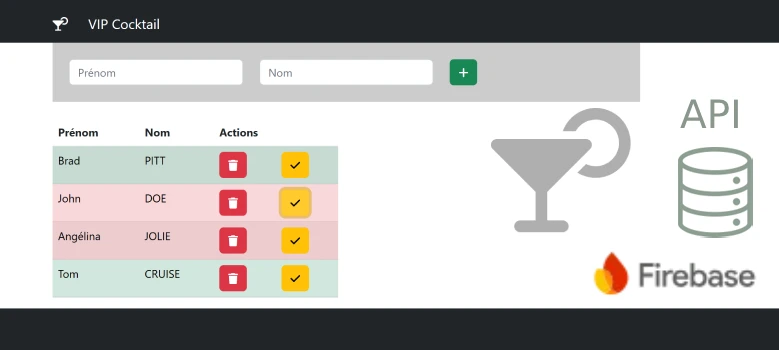 VIP Cocktail
Prénom Nom
API
Prénom Nom Actions
Brad PITT
John DOE
Angélina JOLIE
Tom CRUISE
Firebase